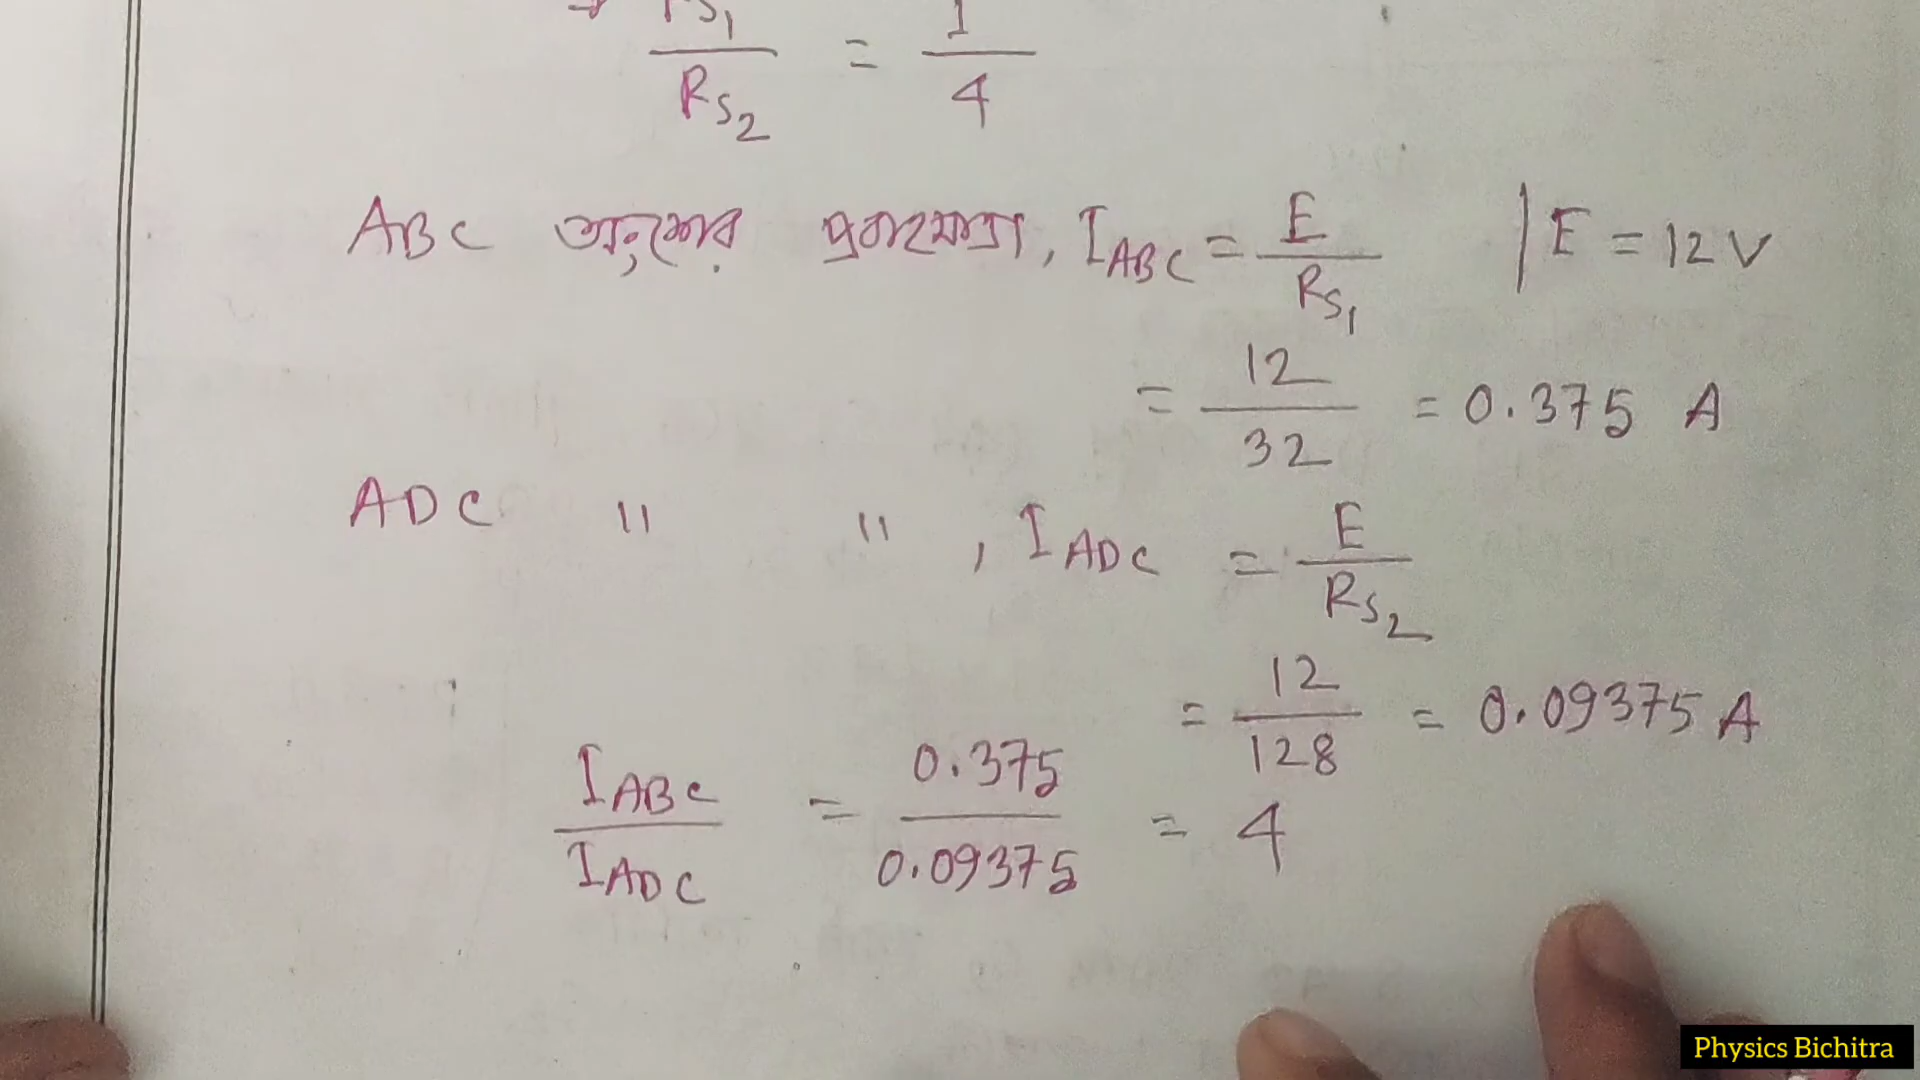 → Rs₁ / Rs₂ = 1 / 4
ABC অংশের প্রবাহমাত্রা, I_ABC = E / Rs₁ | E = 12 V
= 12 / 32 = 0.375 A
ADC " " , I_ADC = E / Rs₂
= 12 / 128 = 0.09375 A
I_ABC / I_ADC = 0.375 / 0.09375 = 4
Physics Bichitra